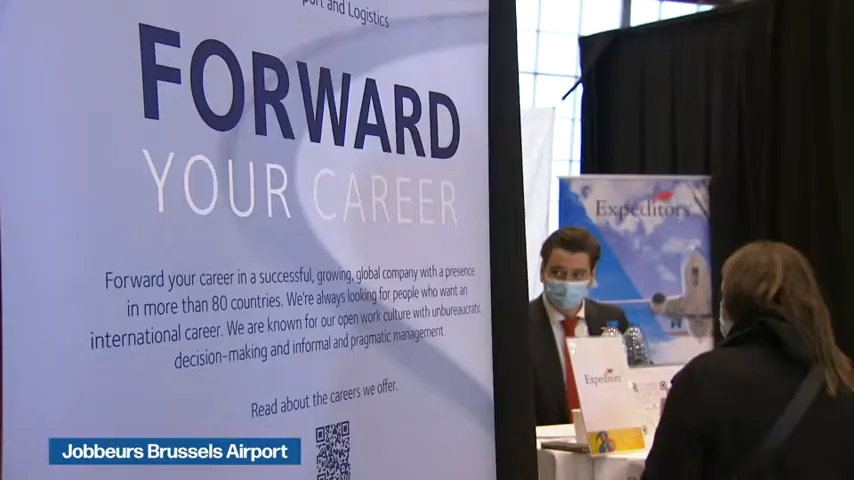 port and Logistics
FORWARD
YOUR CAREER
Forward your career in a successful, growing, global company with a presence
in more than 80 countries. We're always looking for people who want an
international career. We are known for our open work culture with unbureaucratic
decision-making and informal and pragmatic management.
Read about the careers we offer.
Expeditors
Expeditors
Jobbeurs Brussels Airport